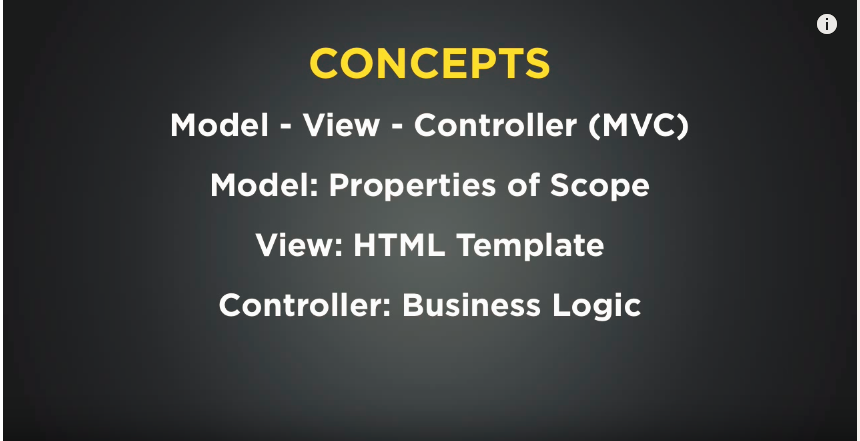 CONCEPTS
Model - View - Controller (MVC)
Model: Properties of Scope
View: HTML Template
Controller: Business Logic